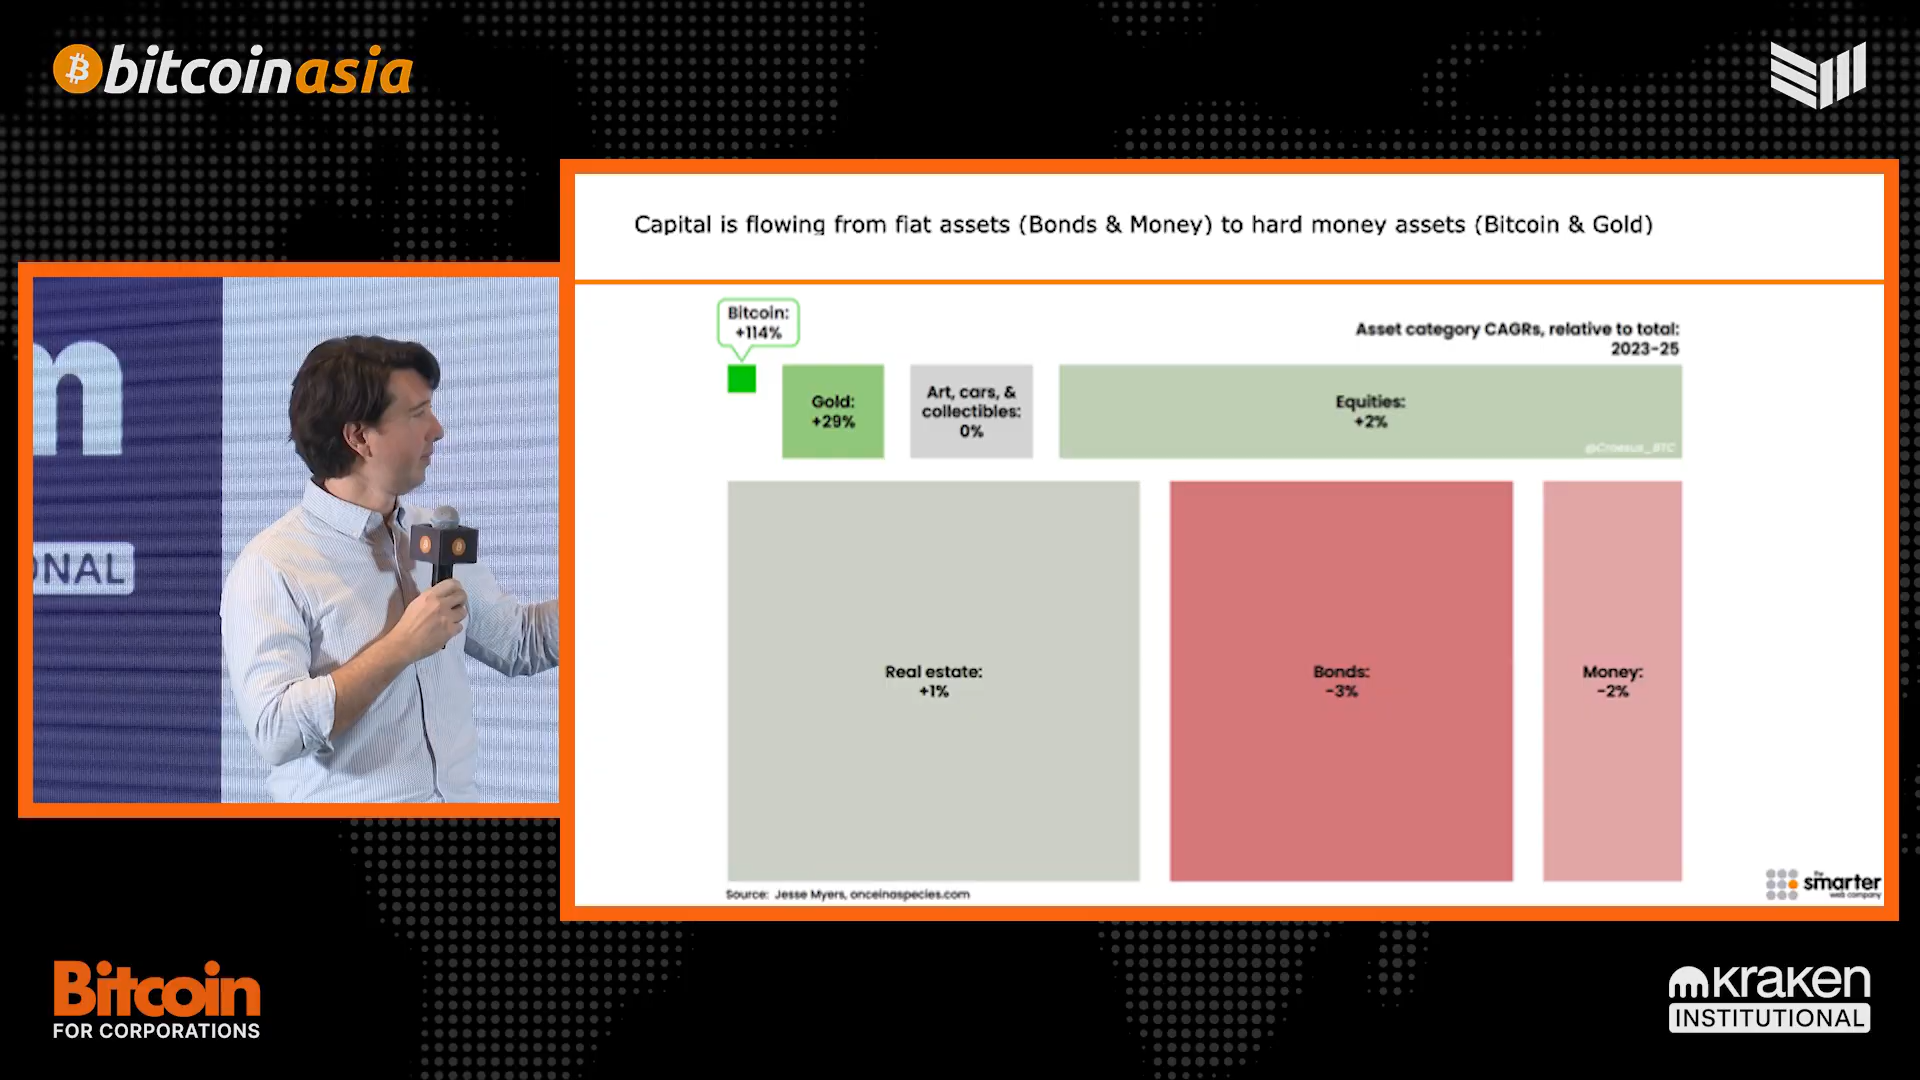 bitcoinasia
Capital is flowing from fiat assets (Bonds & Money) to hard money assets (Bitcoin & Gold)
Bitcoin:
+114%
Asset category CAGRs, relative to total:
2023-25
Gold:
+29%
Art, cars, &
collectibles:
0%
Equities:
+2%
@Croesus_BTC
m
ONAL
Real estate:
+1%
Bonds:
-3%
Money:
-2%
Source: Jesse Myers, onceinaspecies.com
the
smarter
web company
Bitcoin
FOR CORPORATIONS
kraken
INSTITUTIONAL